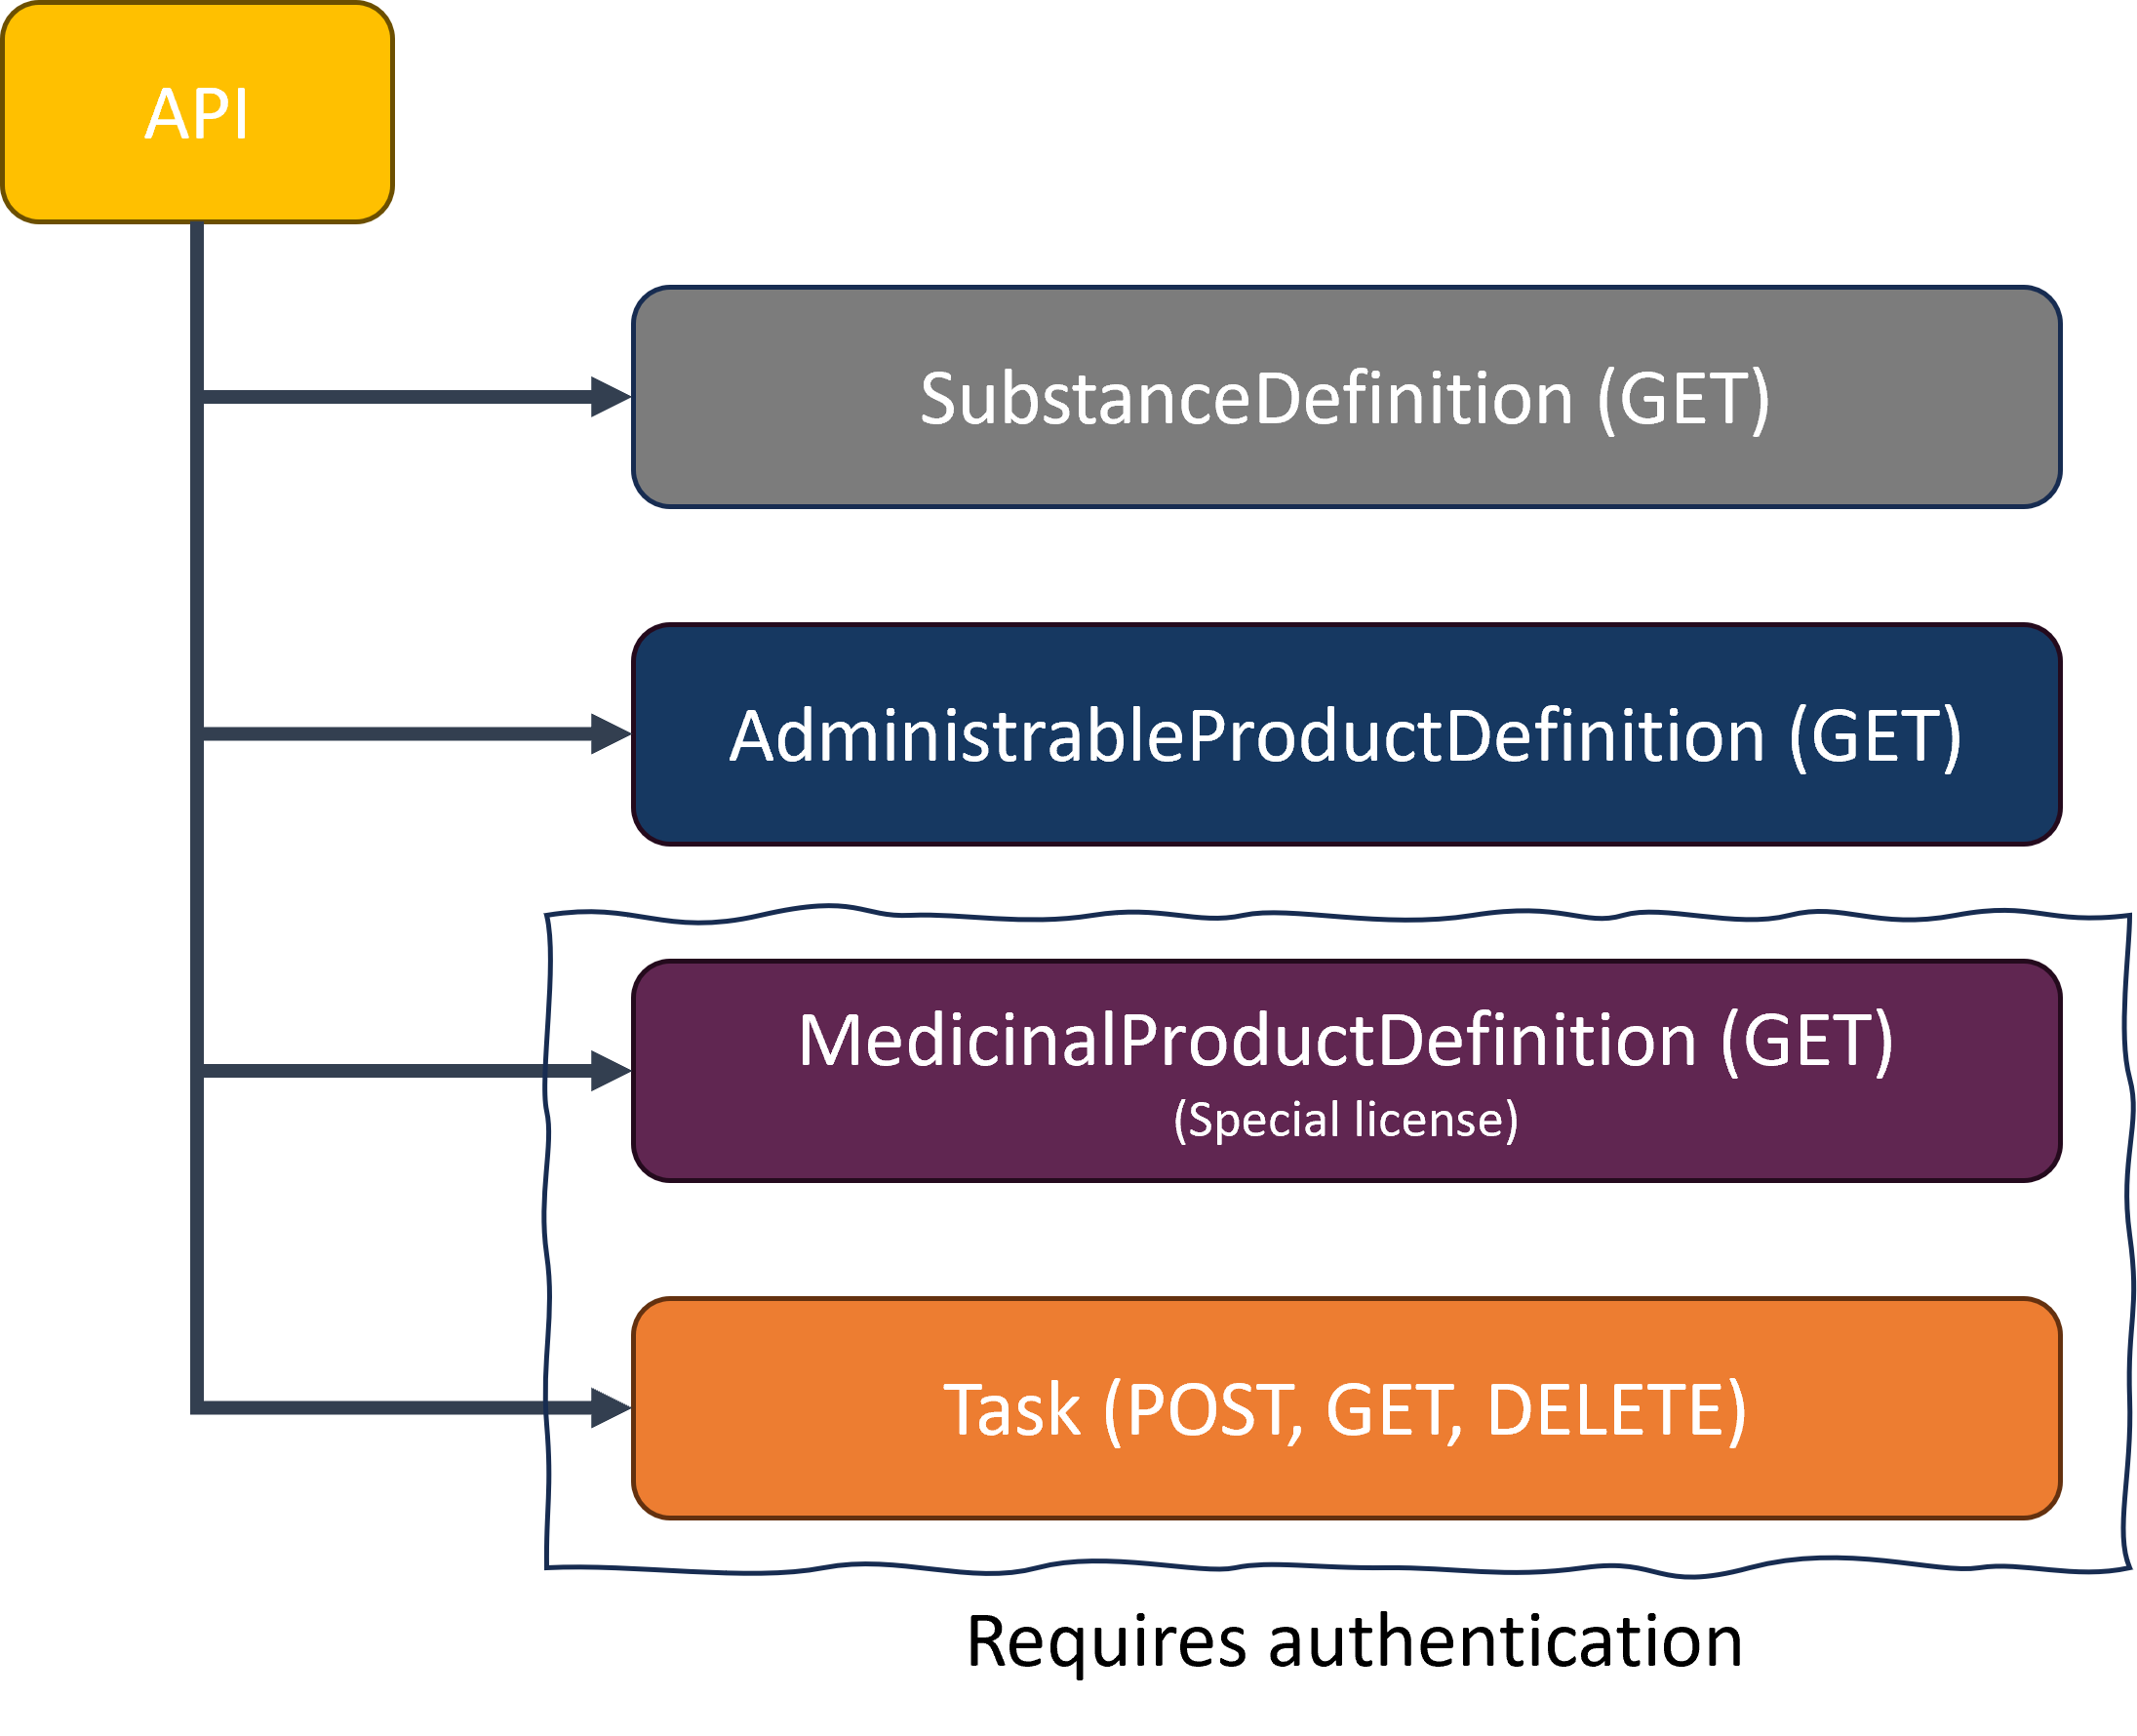 API
SubstanceDefinition (GET)
AdministrableProductDefinition (GET)
MedicinalProductDefinition (GET)
(Special license)
Task (POST, GET, DELETE)
Requires authentication